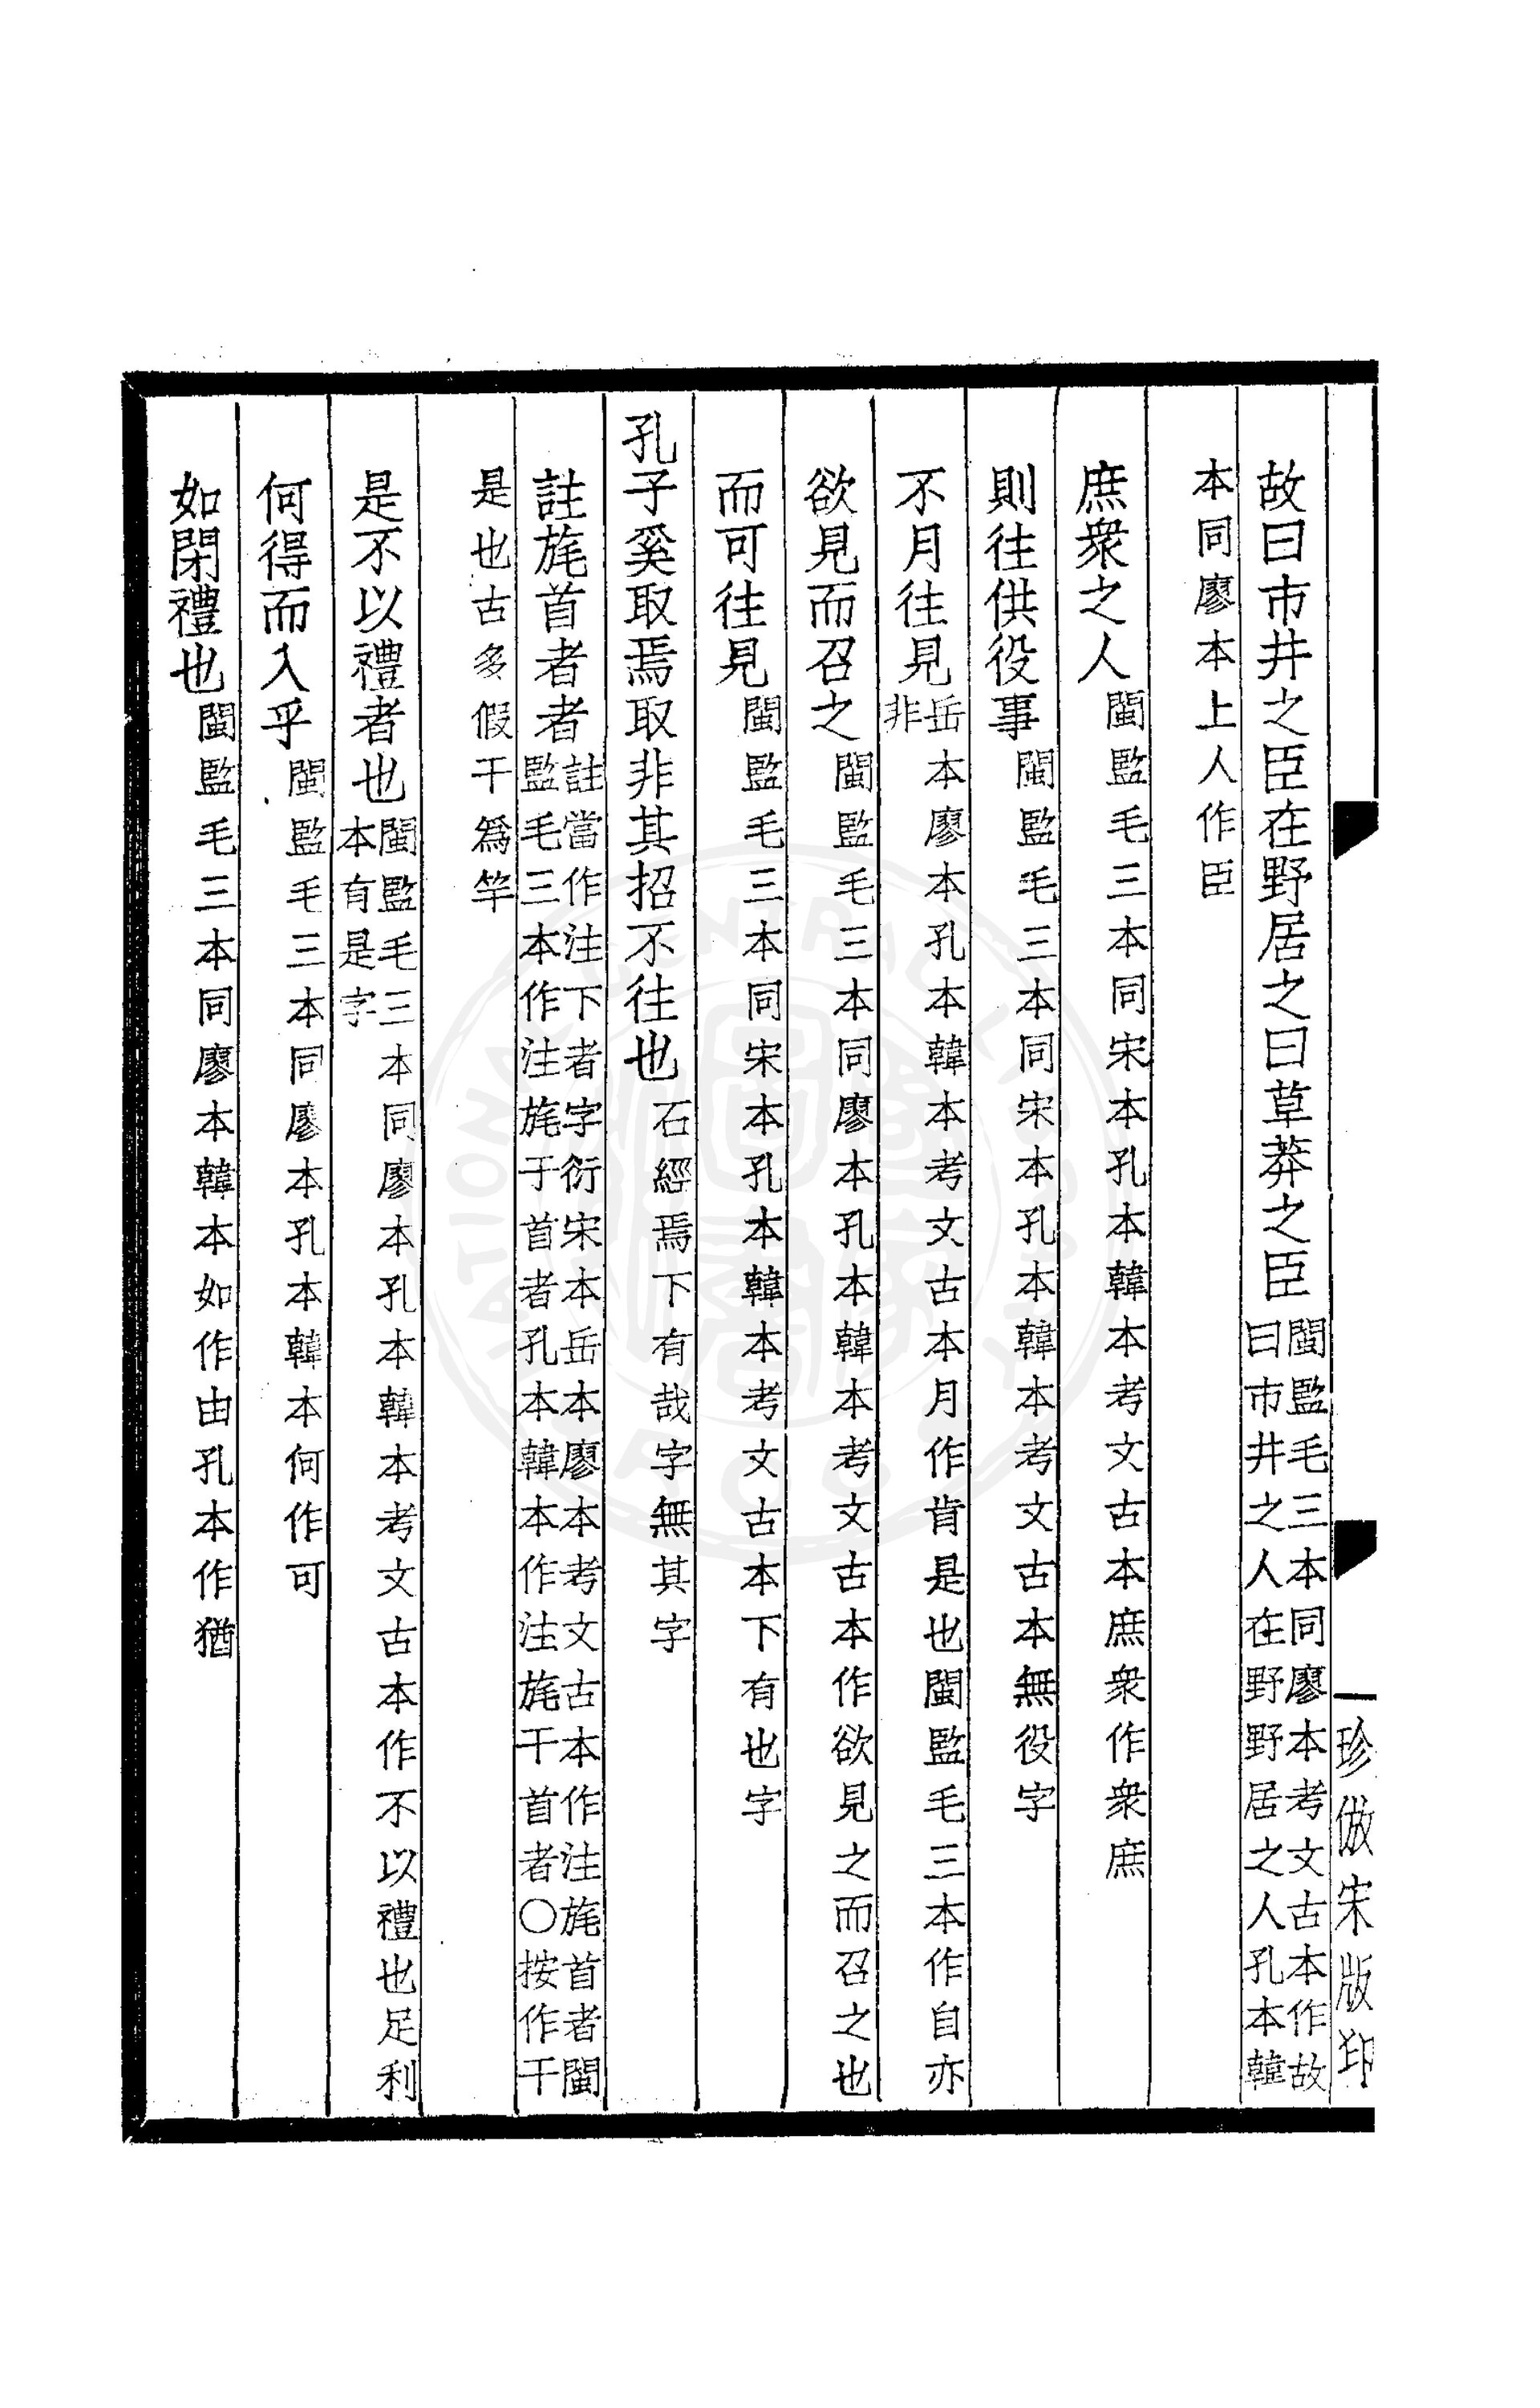 故曰市井之臣在野居之曰草莽之臣閩監毛三本同廖本考文古本作故曰市井之人在野野居之人孔本韓
本同廖本上人作臣
庶衆之人閩監毛三本同宋本孔本韓本考文古本庶衆作衆庶
則往供役事閩監毛三本同宋本孔本韓本考文古本無役字
不月往見岳本廖本孔本韓本考文古本月作肯是也閩監毛三本作自亦非
欲見而召之閩監毛三本同廖本孔本韓本考文古本作欲見之而召之也
而可往見閩監毛三本同宋本孔本韓本考文古本下有也字
孔子奚取焉取非其招不往也石經焉下有哉字無其字
註旄首者者註當作注下者字衍宋本岳本廖本考文古本作注旄首者閩監毛三本作注旄于首者孔本韓本作注旄干首者〇按作干
是也古多假干爲竿
是不以禮者也閩監毛三本同廖本孔本韓本考文古本作不以禮也足利本有是字
何得而入乎閩監毛三本同廖本孔本韓本何作可
如閉禮也閩監毛三本同廖本韓本如作由孔本作猶
珍倣宋版印
NATIONAL CENTRAL LIBRARY